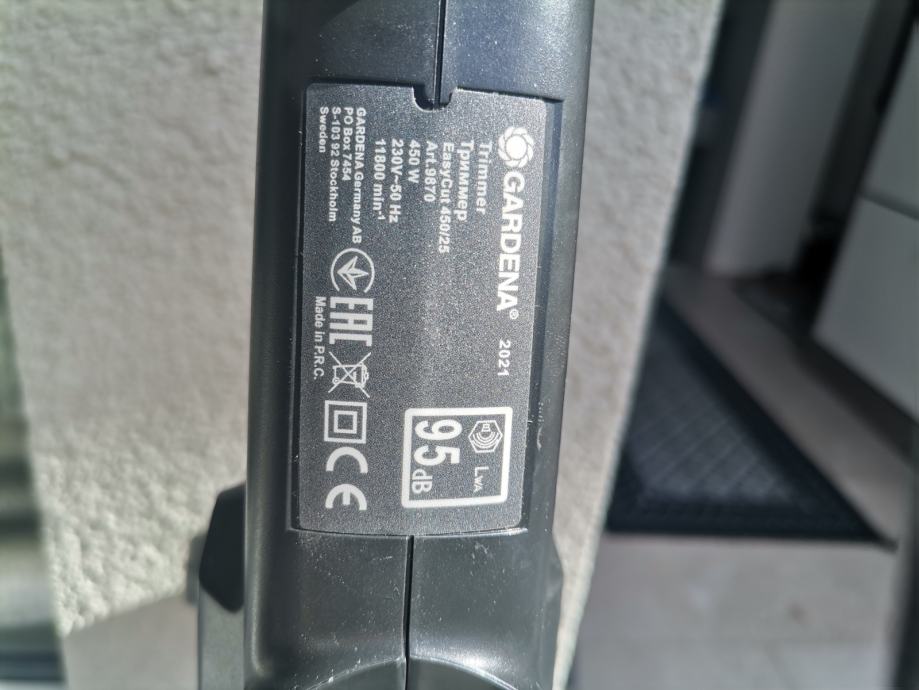 GARDENA® 2021
Trimmer
Триммер
EasyCut 450/25
Art.9870
450 W
230V~50 Hz
11800 min⁻¹
GARDENA Germany AB
PO Box 7454
S-103 92 Stockholm
Sweden
LWA
95 dB
EAC
CE
Made in P.R.C.